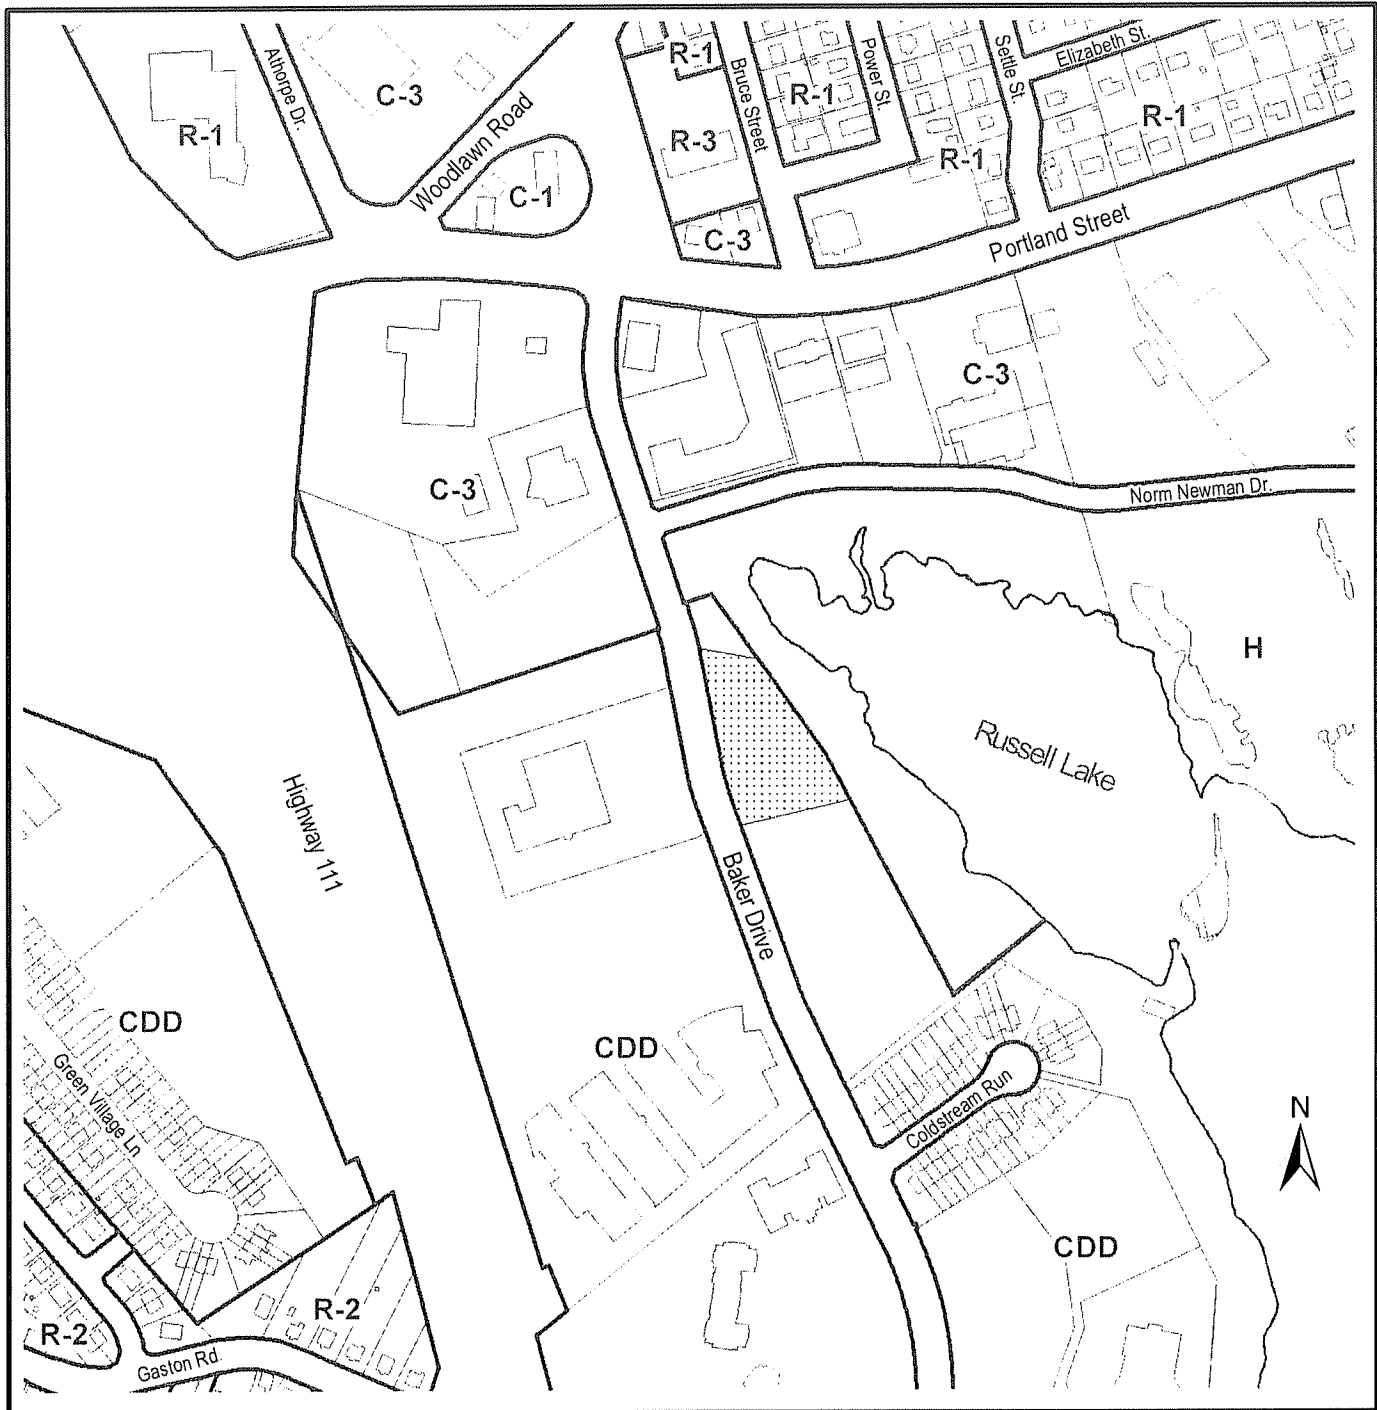 R-1
Athorpe Dr.
C-3
Woodlawn Road
C-1
R-1
Bruce Street
R-3
C-3
R-1
Power St.
R-1
Settle St.
Elizabeth St.
R-1
Portland Street
C-3
C-3
Norm Newman Dr.
H
Russell Lake
Highway 111
Baker Drive
CDD
Green Village Ln
CDD
Coldstream Run
N
CDD
R-2
R-2
Gaston Rd.